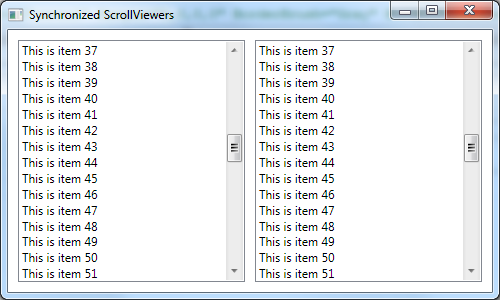 Synchronized ScrollViewers
This is item 37
This is item 38
This is item 39
This is item 40
This is item 41
This is item 42
This is item 43
This is item 44
This is item 45
This is item 46
This is item 47
This is item 48
This is item 49
This is item 50
This is item 51
This is item 37
This is item 38
This is item 39
This is item 40
This is item 41
This is item 42
This is item 43
This is item 44
This is item 45
This is item 46
This is item 47
This is item 48
This is item 49
This is item 50
This is item 51